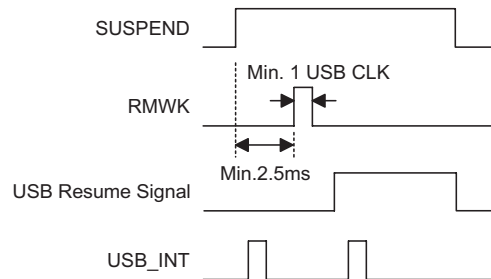 SUSPEND
Min. 1 USB CLK
RMWK
Min.2.5ms
USB Resume Signal
USB_INT